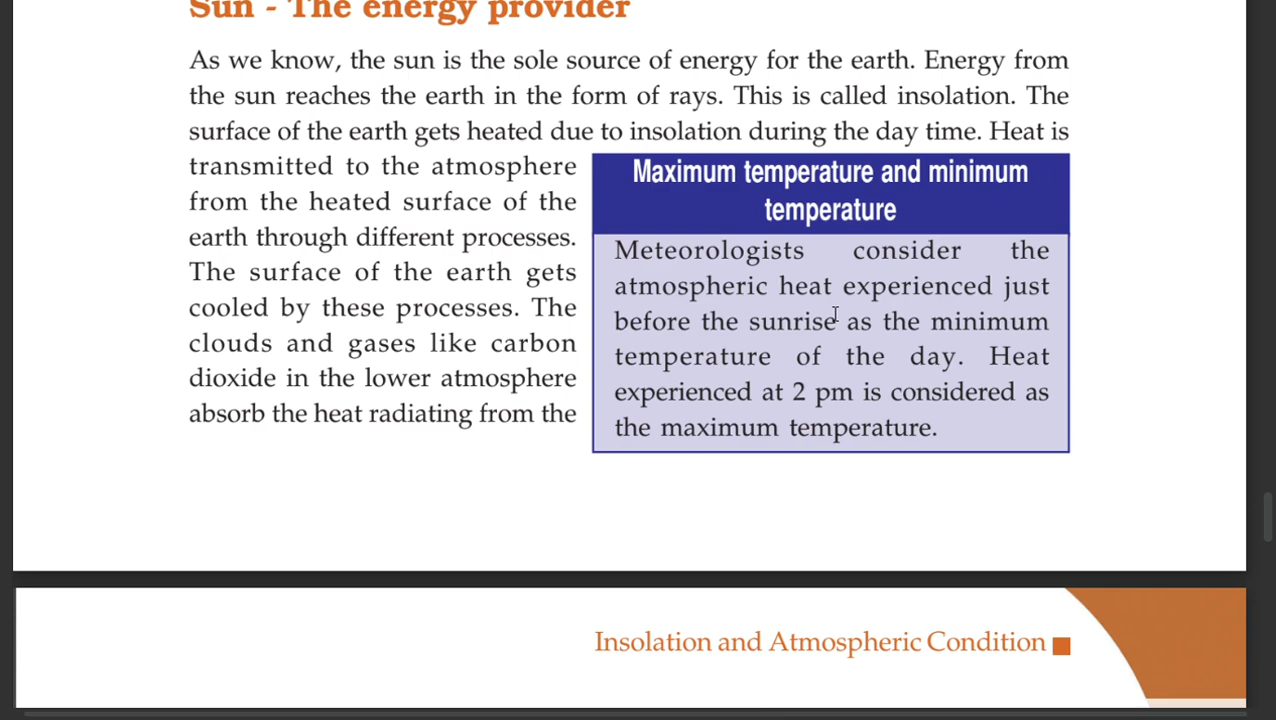 Sun - The energy provider
As we know, the sun is the sole source of energy for the earth. Energy from
the sun reaches the earth in the form of rays. This is called insolation. The
surface of the earth gets heated due to insolation during the day time. Heat is
transmitted to the atmosphere
from the heated surface of the
earth through different processes.
The surface of the earth gets
cooled by these processes. The
clouds and gases like carbon
dioxide in the lower atmosphere
absorb the heat radiating from the
Maximum temperature and minimum
temperature
Meteorologists consider the
atmospheric heat experienced just
before the sunrise as the minimum
temperature of the day. Heat
experienced at 2 pm is considered as
the maximum temperature.
Insolation and Atmospheric Condition